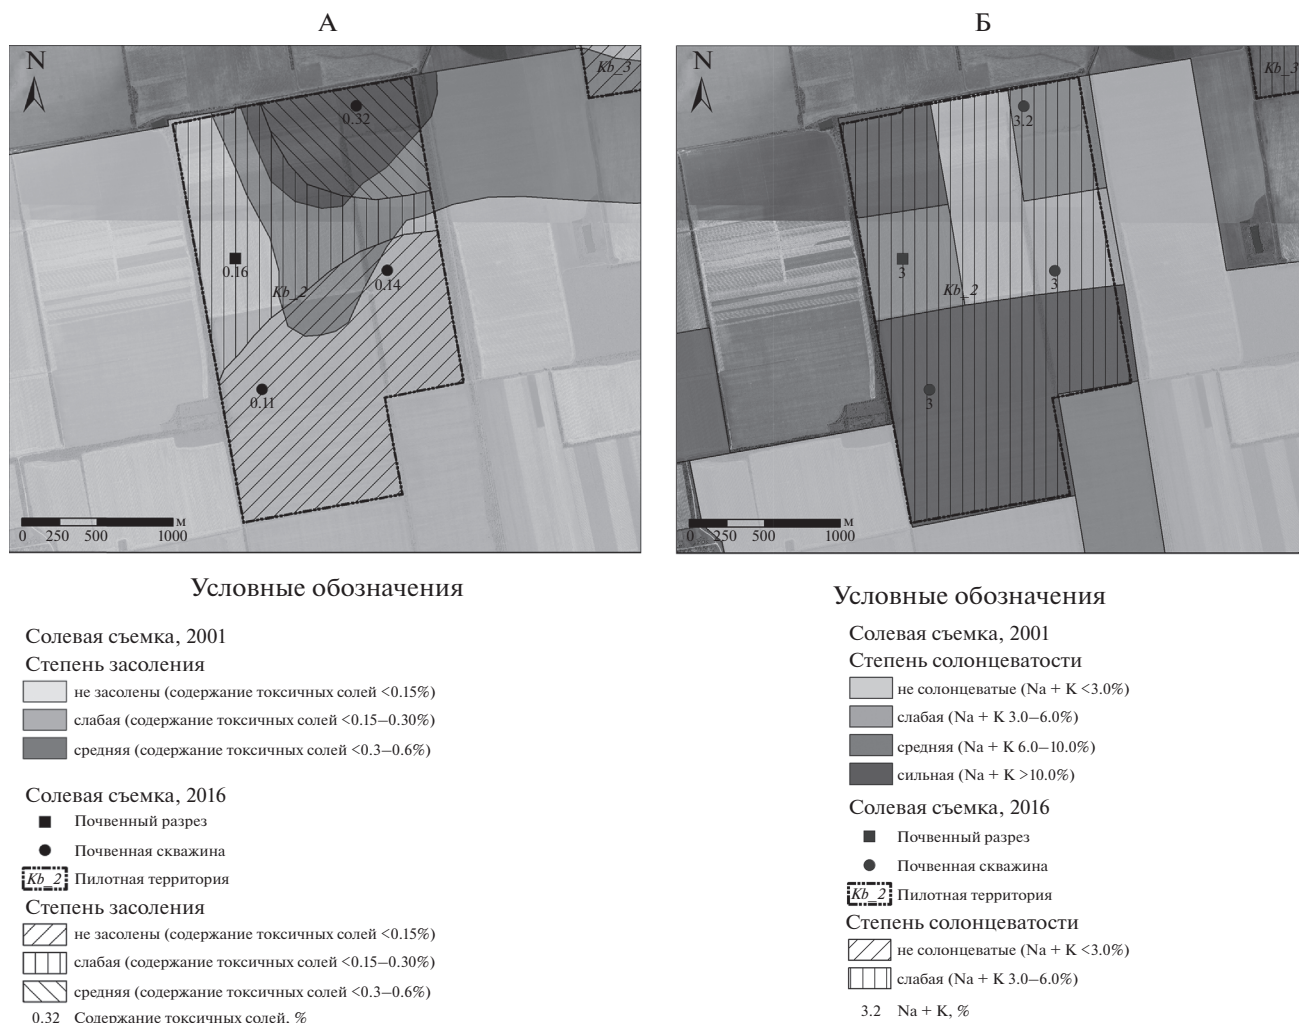 А
N
Kb_3
0.32
0.16
Kb_2
0.14
0.11
0 250 500 1000 м
Условные обозначения
Солевая съемка, 2001
Степень засоления
не засолены (содержание токсичных солей <0.15%)
слабая (содержание токсичных солей <0.15–0.30%)
средняя (содержание токсичных солей <0.3–0.6%)
Солевая съемка, 2016
Почвенный разрез
Почвенная скважина
Kb_2 Пилотная территория
Степень засоления
не засолены (содержание токсичных солей <0.15%)
слабая (содержание токсичных солей <0.15–0.30%)
средняя (содержание токсичных солей <0.3–0.6%)
0.32 Содержание токсичных солей, %
Б
N
Kb_3
3.2
3
Kb_2
3
3
0 250 500 1000 м
Условные обозначения
Солевая съемка, 2001
Степень солонцеватости
не солонцеватые (Na + K <3.0%)
слабая (Na + K 3.0–6.0%)
средняя (Na + K 6.0–10.0%)
сильная (Na + K >10.0%)
Солевая съемка, 2016
Почвенный разрез
Почвенная скважина
Kb_2 Пилотная территория
Степень солонцеватости
не солонцеватые (Na + K <3.0%)
слабая (Na + K 3.0–6.0%)
3.2 Na + K, %